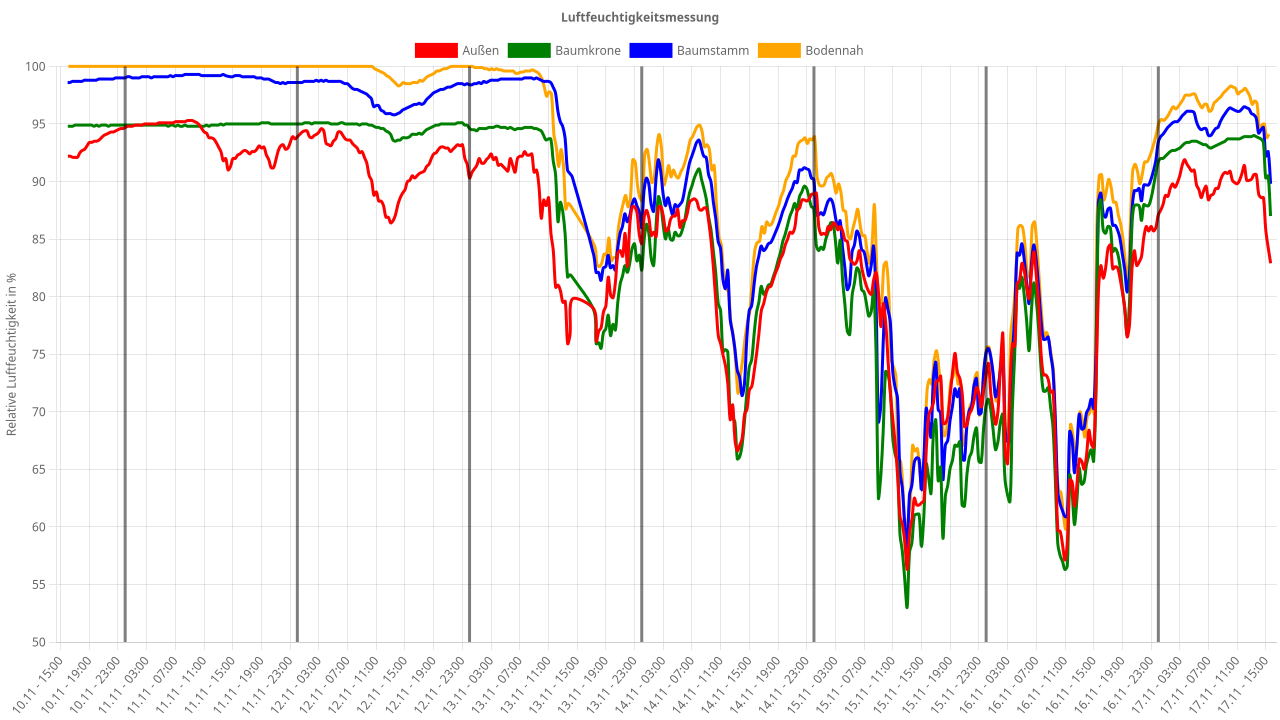 Luftfeuchtigkeitsmessung
Außen
Baumkrone
Baumstamm
Bodennah
Relative Luftfeuchtigkeit in %
100
95
90
85
80
75
70
65
60
55
50
10.11 - 15:00
10.11 - 19:00
10.11 - 23:00
11.11 - 03:00
11.11 - 07:00
11.11 - 11:00
11.11 - 15:00
11.11 - 19:00
11.11 - 23:00
12.11 - 03:00
12.11 - 07:00
12.11 - 11:00
12.11 - 15:00
12.11 - 19:00
12.11 - 23:00
13.11 - 03:00
13.11 - 07:00
13.11 - 11:00
13.11 - 15:00
13.11 - 19:00
13.11 - 23:00
14.11 - 03:00
14.11 - 07:00
14.11 - 11:00
14.11 - 15:00
14.11 - 19:00
14.11 - 23:00
15.11 - 03:00
15.11 - 07:00
15.11 - 11:00
15.11 - 15:00
15.11 - 19:00
15.11 - 23:00
16.11 - 03:00
16.11 - 07:00
16.11 - 11:00
16.11 - 15:00
16.11 - 19:00
16.11 - 23:00
17.11 - 03:00
17.11 - 07:00
17.11 - 11:00
17.11 - 15:00